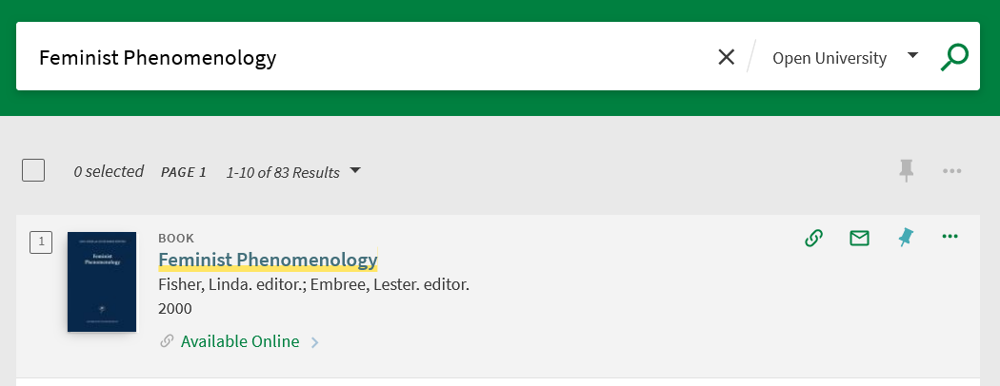 Feminist Phenomenology
Open University
0 selected PAGE 1 1-10 of 83 Results
1
Feminist
Phenomenology
BOOK
Feminist Phenomenology
Fisher, Linda. editor.; Embree, Lester. editor.
2000
Available Online